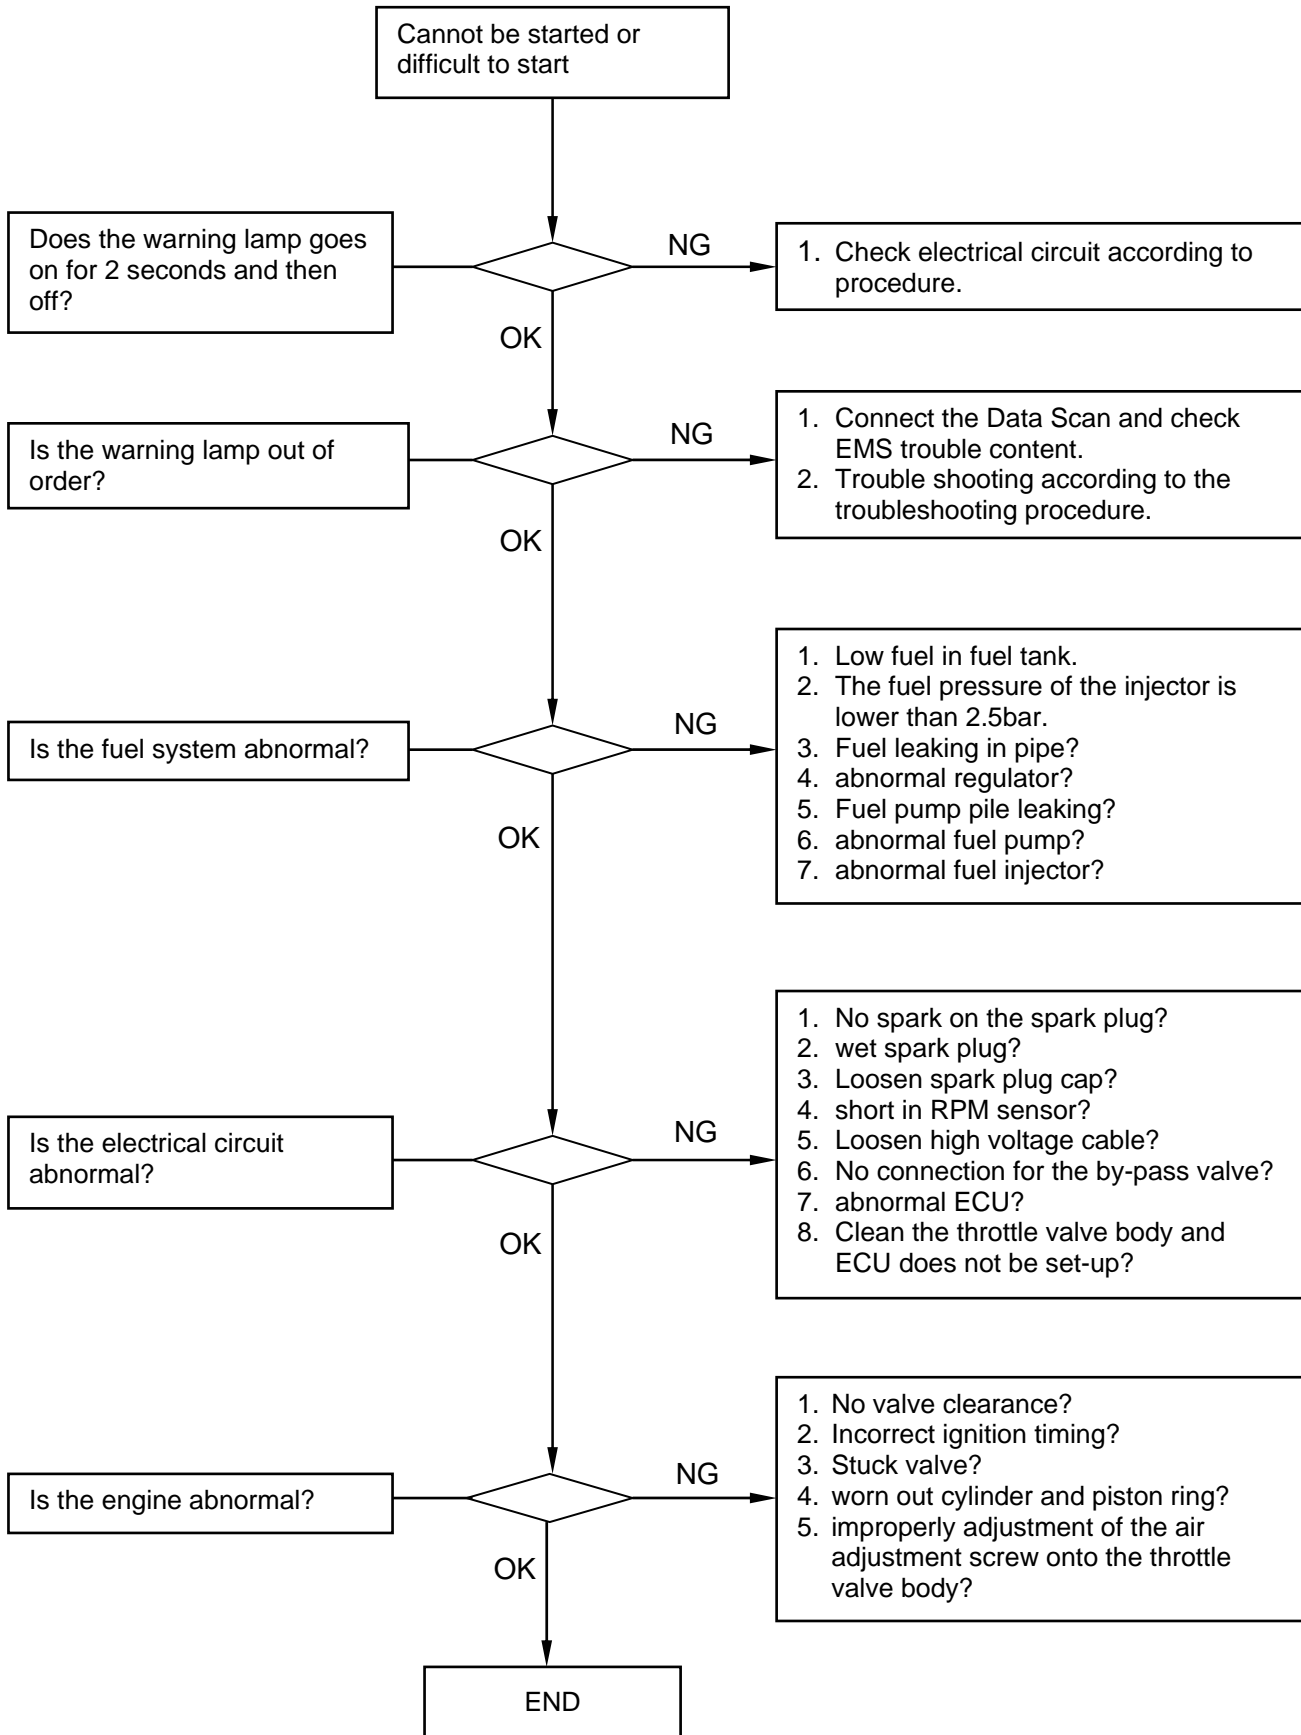 Cannot be started or
difficult to start
Does the warning lamp goes
on for 2 seconds and then
off?
NG
1. Check electrical circuit according to
procedure.
OK
Is the warning lamp out of
order?
NG
1. Connect the Data Scan and check
EMS trouble content.
2. Trouble shooting according to the
troubleshooting procedure.
OK
Is the fuel system abnormal?
NG
1. Low fuel in fuel tank.
2. The fuel pressure of the injector is
lower than 2.5bar.
3. Fuel leaking in pipe?
4. abnormal regulator?
5. Fuel pump pile leaking?
6. abnormal fuel pump?
7. abnormal fuel injector?
OK
Is the electrical circuit
abnormal?
NG
1. No spark on the spark plug?
2. wet spark plug?
3. Loosen spark plug cap?
4. short in RPM sensor?
5. Loosen high voltage cable?
6. No connection for the by-pass valve?
7. abnormal ECU?
8. Clean the throttle valve body and
ECU does not be set-up?
OK
Is the engine abnormal?
NG
1. No valve clearance?
2. Incorrect ignition timing?
3. Stuck valve?
4. worn out cylinder and piston ring?
5. improperly adjustment of the air
adjustment screw onto the throttle
valve body?
OK
END